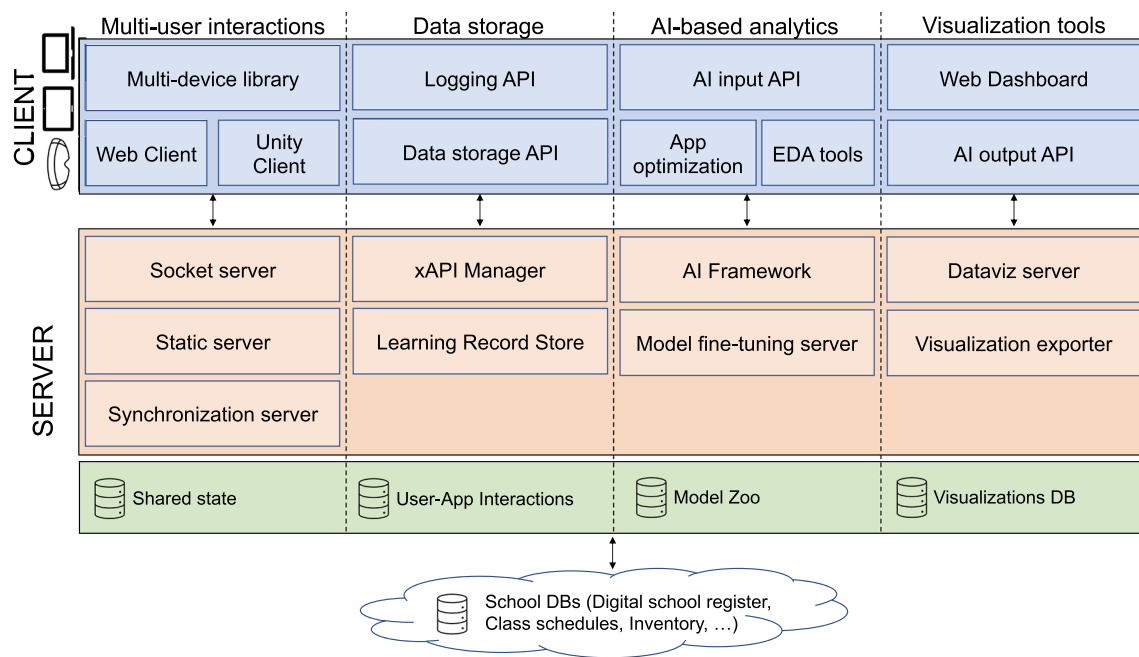 Multi-user interactions
Data storage
AI-based analytics
Visualization tools
CLIENT
Multi-device library
Logging API
AI input API
Web Dashboard
Web Client
Unity
Client
Data storage API
App
optimization
EDA tools
AI output API
SERVER
Socket server
xAPI Manager
AI Framework
Dataviz server
Static server
Learning Record Store
Model fine-tuning server
Visualization exporter
Synchronization server
Shared state
User-App Interactions
Model Zoo
Visualizations DB
School DBs (Digital school register,
Class schedules, Inventory, …)